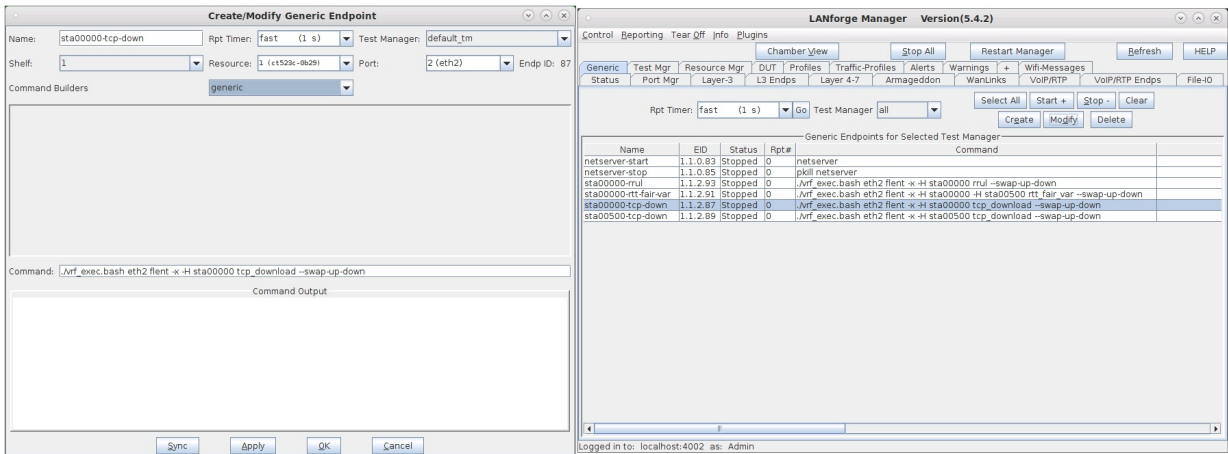 Create/Modify Generic Endpoint
Name: sta00000-tcp-down Rpt Timer: fast (1 s) Test Manager: default_tm
Shelf: 1 Resource: 1 (ct523c-0b29) Port: 2 (eth2) Endp ID: 87
Command Builders generic
Command: ./vrf_exec.bash eth2 flent -x -H sta00000 tcp_download --swap-up-down
Command Output
Sync Apply OK Cancel
LANforge Manager Version(5.4.2)
Control Reporting Tear Off Info Plugins
Chamber View Stop All Restart Manager Refresh HELP
Generic Test Mgr Resource Mgr DUT Profiles Traffic-Profiles Alerts Warnings + Wifi-Messages
Status Port Mgr Layer-3 L3 Endps Layer 4-7 Armageddon WanLinks VoIP/RTP VoIP/RTP Endps File-IO
Rpt Timer: fast (1 s) Go Test Manager all Select All Start + Stop - Clear
Create Modify Delete
Generic Endpoints for Selected Test Manager
Name EID Status Rpt# Command
netserver-start 1.1.0.83 Stopped 0 netserver
netserver-stop 1.1.0.85 Stopped 0 pkill netserver
sta00000-rrul 1.1.2.93 Stopped 0 ./vrf_exec.bash eth2 flent -x -H sta00000 rrul --swap-up-down
sta00000-rtt-fair-var 1.1.2.91 Stopped 0 ./vrf_exec.bash eth2 flent -x -H sta00000 -H sta00500 rtt_fair_var --swap-up-down
sta00000-tcp-down 1.1.2.87 Stopped 0 ./vrf_exec.bash eth2 flent -x -H sta00000 tcp_download --swap-up-down
sta00500-tcp-down 1.1.2.89 Stopped 0 ./vrf_exec.bash eth2 flent -x -H sta00500 tcp_download --swap-up-down
Logged in to: localhost:4002 as: Admin